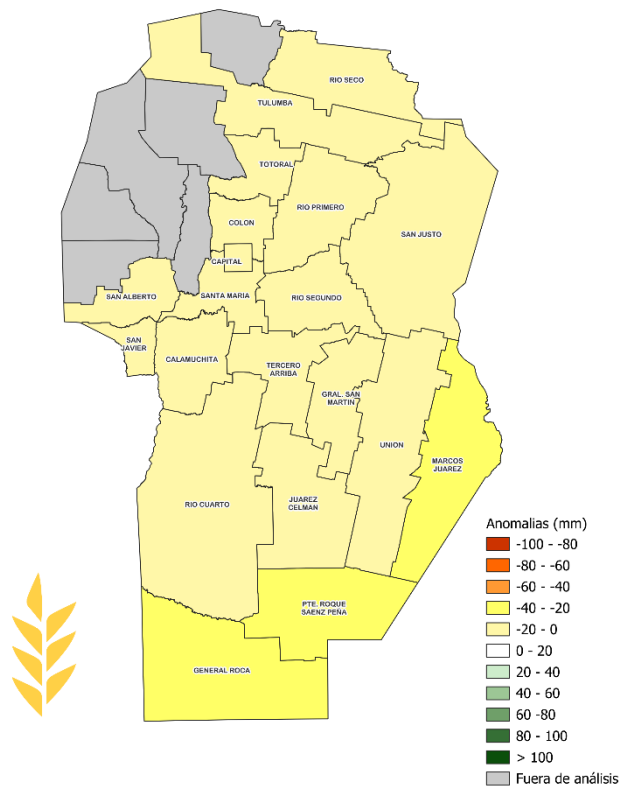 RIO SECO
TULUMBA
TOTORAL
RIO PRIMERO
COLON
SAN JUSTO
CAPITAL
SAN ALBERTO
SANTA MARIA
RIO SEGUNDO
SAN
JAVIER
CALAMUCHITA
TERCERO
ARRIBA
GRAL. SAN
MARTIN
UNION
MARCOS
JUAREZ
RIO CUARTO
JUAREZ
CELMAN
PTE. ROQUE
SAENZ PEÑA
GENERAL ROCA
Anomalias (mm)
-100 - -80
-80 - -60
-60 - -40
-40 - -20
-20 - 0
0 - 20
20 - 40
40 - 60
60 -80
80 - 100
> 100
Fuera de análisis